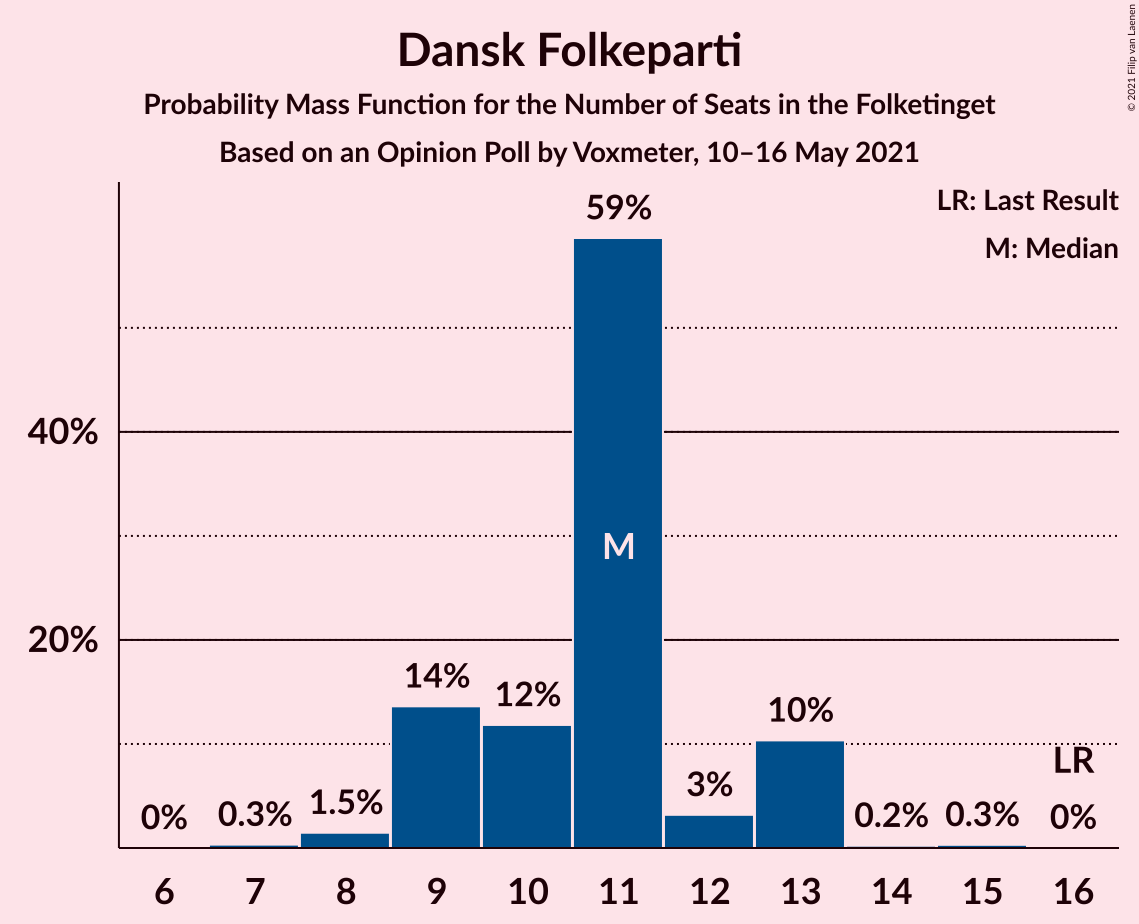 Dansk Folkeparti
Probability Mass Function for the Number of Seats in the Folketinget
Based on an Opinion Poll by Voxmeter, 10–16 May 2021
© 2021 Filip van Laenen
LR: Last Result
M: Median
59%
40%
M
20%
14%
12%
10%
3%
LR
1.5%
0%
0.3%
0.2%
0.3%
0%
6 7 8 9 10 11 12 13 14 15 16